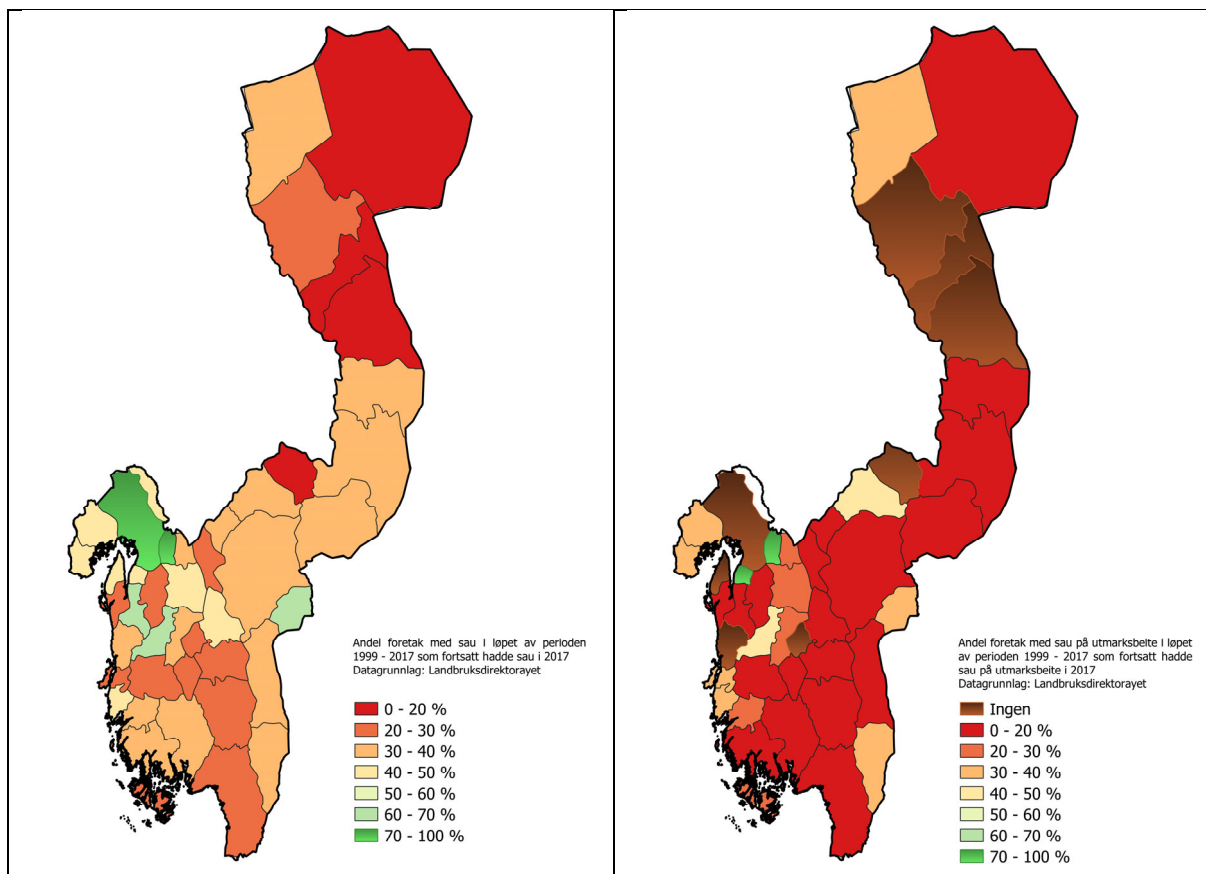 Andel foretak med sau i løpet av perioden
1999 - 2017 som fortsatt hadde sau i 2017
Datagrunnlag: Landbruksdirektorayet
0 - 20 %
20 - 30 %
30 - 40 %
40 - 50 %
50 - 60 %
60 - 70 %
70 - 100 %
Andel foretak med sau på utmarksbeite i løpet
av perioden 1999 - 2017 som fortsatt hadde
sau på utmarksbeite i 2017
Datagrunnlag: Landbruksdirektorayet
Ingen
0 - 20 %
20 - 30 %
30 - 40 %
40 - 50 %
50 - 60 %
60 - 70 %
70 - 100 %